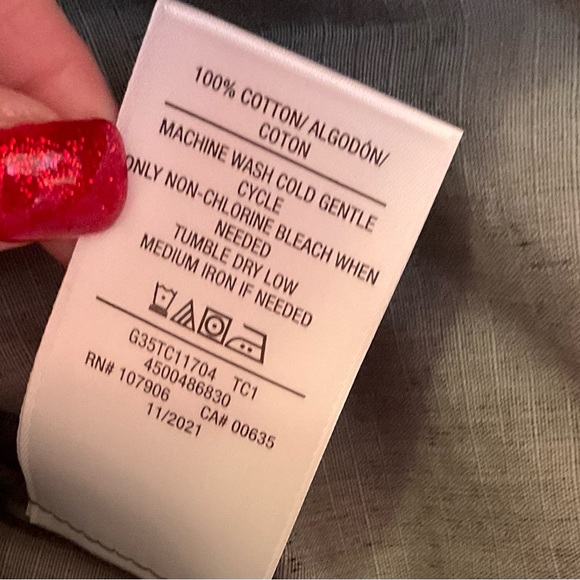 100% COTTON/ ALGODÓN/
COTON
MACHINE WASH COLD GENTLE
CYCLE
ONLY NON-CHLORINE BLEACH WHEN
NEEDED
TUMBLE DRY LOW
MEDIUM IRON IF NEEDED
G35TC11704 TC1
4500486830
RN# 107906 CA# 00635
11/2021